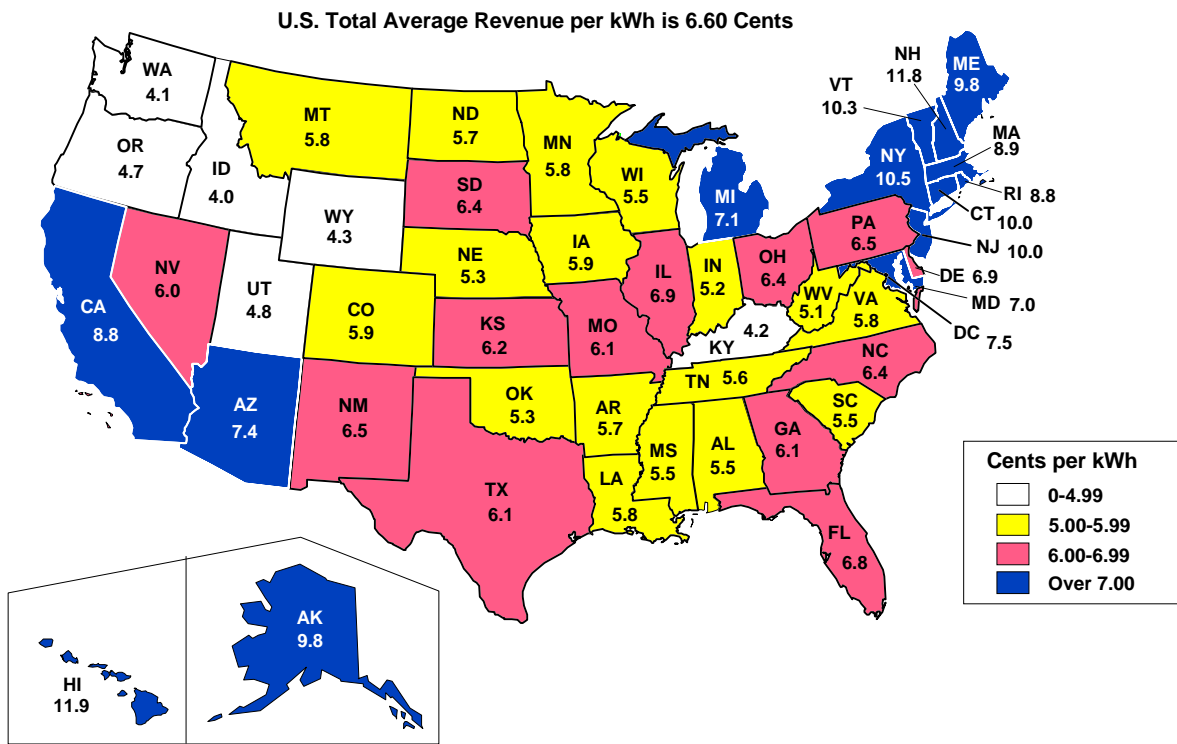 U.S. Total Average Revenue per kWh is 6.60 Cents
WA
4.1
OR
4.7
ID
4.0
MT
5.8
WY
4.3
ND
5.7
SD
6.4
NE
5.3
MN
5.8
IA
5.9
WI
5.5
MI
7.1
NV
6.0
UT
4.8
CO
5.9
KS
6.2
MO
6.1
IL
6.9
IN
5.2
OH
6.4
KY
4.2
WV
5.1
VA
5.8
PA
6.5
NY
10.5
VT
10.3
NH
11.8
ME
9.8
MA
8.9
RI 8.8
CT
10.0
NJ 10.0
DE 6.9
MD 7.0
DC 7.5
CA
8.8
AZ
7.4
NM
6.5
OK
5.3
AR
5.7
TN 5.6
NC
6.4
SC
5.5
GA
6.1
AL
5.5
MS
5.5
LA
5.8
TX
6.1
FL
6.8
HI
11.9
AK
9.8
Cents per kWh
0-4.99
5.00-5.99
6.00-6.99
Over 7.00